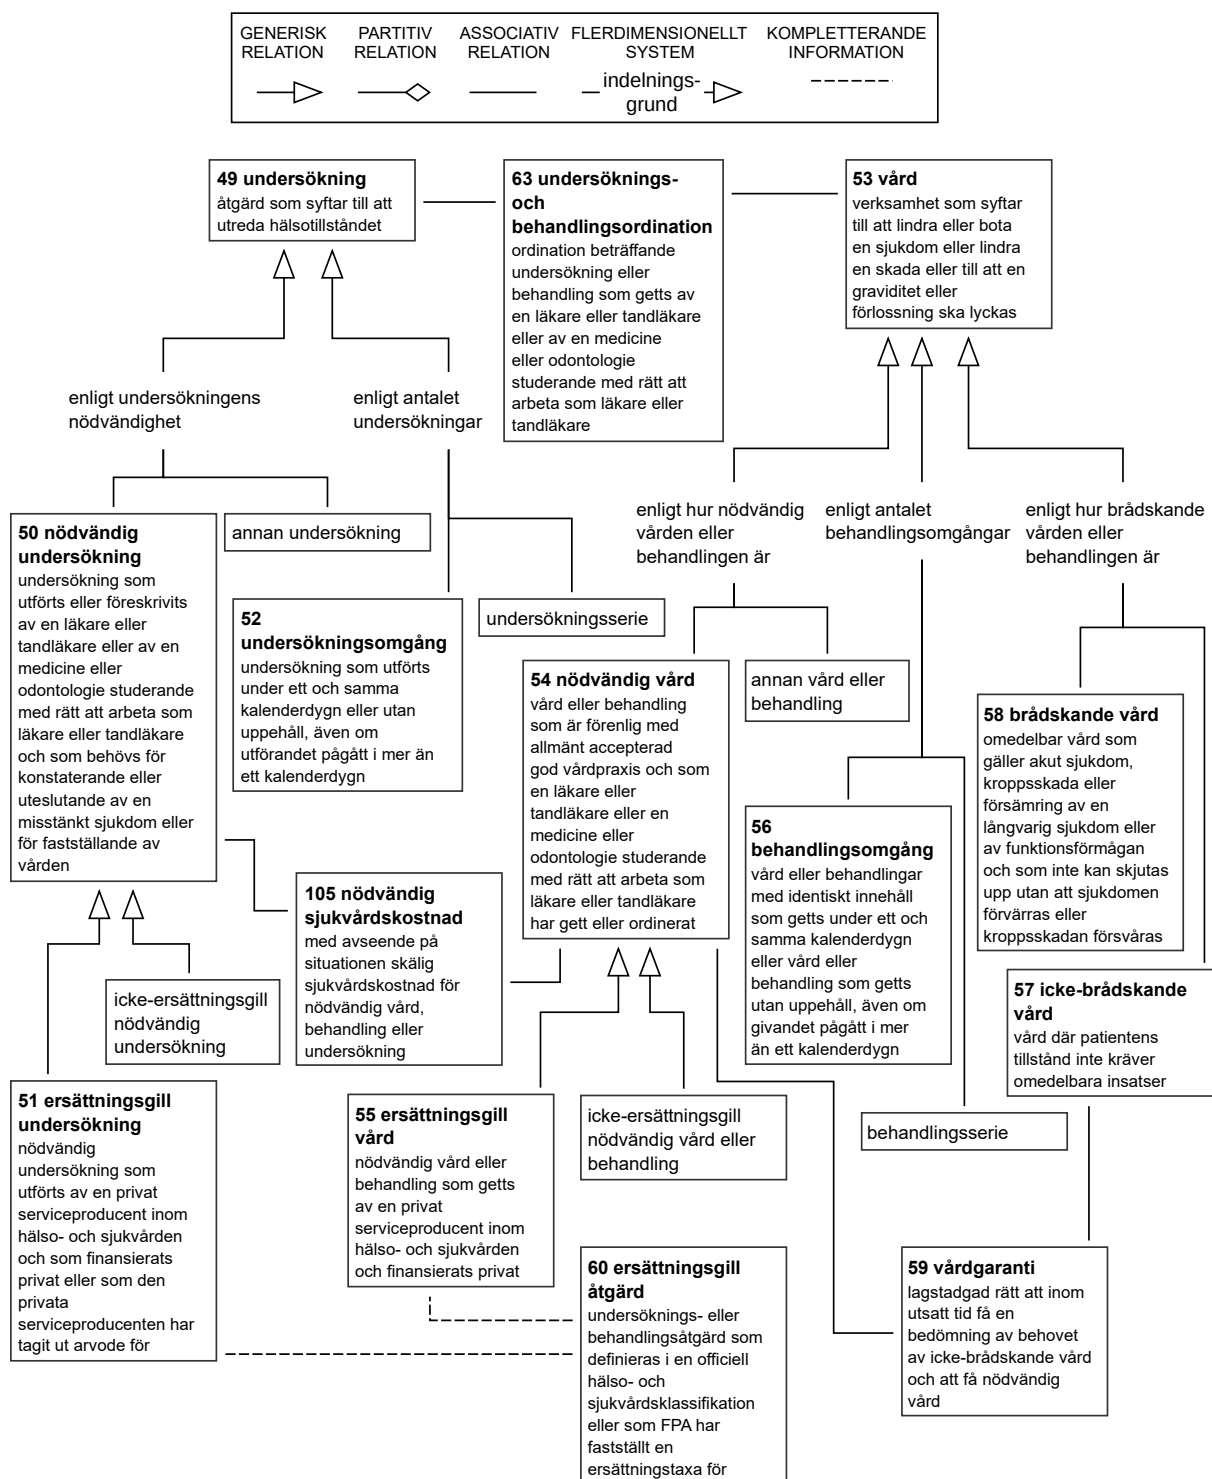 GENERISK
RELATION
PARTITIV
RELATION
ASSOCIATIV
RELATION
FLERDIMENSIONELLT
SYSTEM
KOMPLETTERANDE
INFORMATION
indelnings-
grund
49 undersökning
åtgärd som syftar till att
utreda hälsotillståndet
63 undersöknings-
och
behandlingsordination
ordination beträffande
undersökning eller
behandling som getts av
en läkare eller tandläkare
eller av en medicine
eller odontologie
studerande med rätt att
arbeta som läkare eller
tandläkare
53 vård
verksamhet som syftar
till att lindra eller bota
en sjukdom eller lindra
en skada eller till att en
graviditet eller
förlossning ska lyckas
enligt undersökningens
nödvändighet
enligt antalet
undersökningar
enligt hur nödvändig
vården eller
behandlingen är
enligt antalet
behandlingsomgångar
enligt hur brådskande
vården eller
behandlingen är
50 nödvändig
undersökning
undersökning som
utförts eller föreskrivits
av en läkare eller
tandläkare eller av en
medicine eller
odontologie studerande
med rätt att arbeta som
läkare eller tandläkare
och som behövs för
konstaterande eller
uteslutande av en
misstänkt sjukdom eller
för fastställande av
vården
annan undersökning
52
undersökningsomgång
undersökning som utförts
under ett och samma
kalenderdygn eller utan
uppehåll, även om
utförandet pågått i mer än
ett kalenderdygn
undersökningsserie
54 nödvändig vård
vård eller behandling
som är förenlig med
allmänt accepterad
god vårdpraxis och som
en läkare eller
tandläkare eller en
medicine eller
odontologie studerande
med rätt att arbeta som
läkare eller tandläkare
har gett eller ordinerat
annan vård eller
behandling
58 brådskande vård
omedelbar vård som
gäller akut sjukdom,
kroppsskada eller
försämring av en
långvarig sjukdom eller
av funktionsförmågan
och som inte kan skjutas
upp utan att sjukdomen
förvärras eller
kroppsskadan försvåras
56
behandlingsomgång
vård eller behandlingar
med identiskt innehåll
som getts under ett och
samma kalenderdygn
eller vård eller
behandling som getts
utan uppehåll, även om
givandet pågått i mer
än ett kalenderdygn
105 nödvändig
sjukvårdskostnad
med avseende på
situationen skälig
sjukvårdskostnad för
nödvändig vård,
behandling eller
undersökning
icke-ersättningsgill
nödvändig
undersökning
57 icke-brådskande
vård
vård där patientens
tillstånd inte kräver
omedelbara insatser
51 ersättningsgill
undersökning
nödvändig
undersökning som
utförts av en privat
serviceproducent inom
hälso- och sjukvården
och som finansierats
privat eller som den
privata
serviceproducenten har
tagit ut arvode för
55 ersättningsgill
vård
nödvändig vård eller
behandling som getts
av en privat
serviceproducent inom
hälso- och sjukvården
och finansierats privat
icke-ersättningsgill
nödvändig vård eller
behandling
behandlingsserie
60 ersättningsgill
åtgärd
undersöknings- eller
behandlingsåtgärd som
definieras i en officiell
hälso- och
sjukvårdsklassifikation
eller som FPA har
fastställt en
ersättningstaxa för
59 vårdgaranti
lagstadgad rätt att inom
utsatt tid få en
bedömning av behovet
av icke-brådskande vård
och att få nödvändig
vård